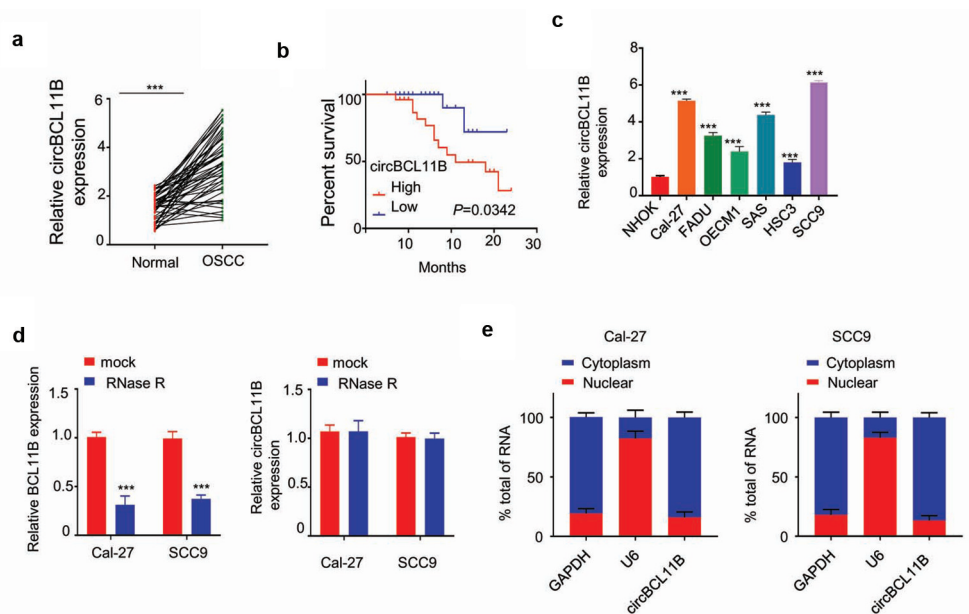 a
***
Relative circBCL11B
expression
6
4
2
0
Normal
OSCC
b
Percent survival
100
50
circBCL11B
High
Low
P=0.0342
10
10
20
30
Months
c
Relative circBCL11B
expression
8
6
4
2
0
***
***
***
***
***
***
NHOK
Cal-27
FADU
OECM1
SAS
HSC3
SCC9
d
mock
RNase R
Relative BCL11B expression
1.5
1.0
0.5
0
***
***
Cal-27
SCC9
mock
RNase R
Relative circBCL11B
expression
1.5
1.0
0.5
0.0
Cal-27
SCC9
e
Cal-27
Cytoplasm
Nuclear
% total of RNA
100
50
0
GAPDH
U6
circBCL11B
SCC9
Cytoplasm
Nuclear
% total of RNA
100
50
0
GAPDH
U6
circBCL11B